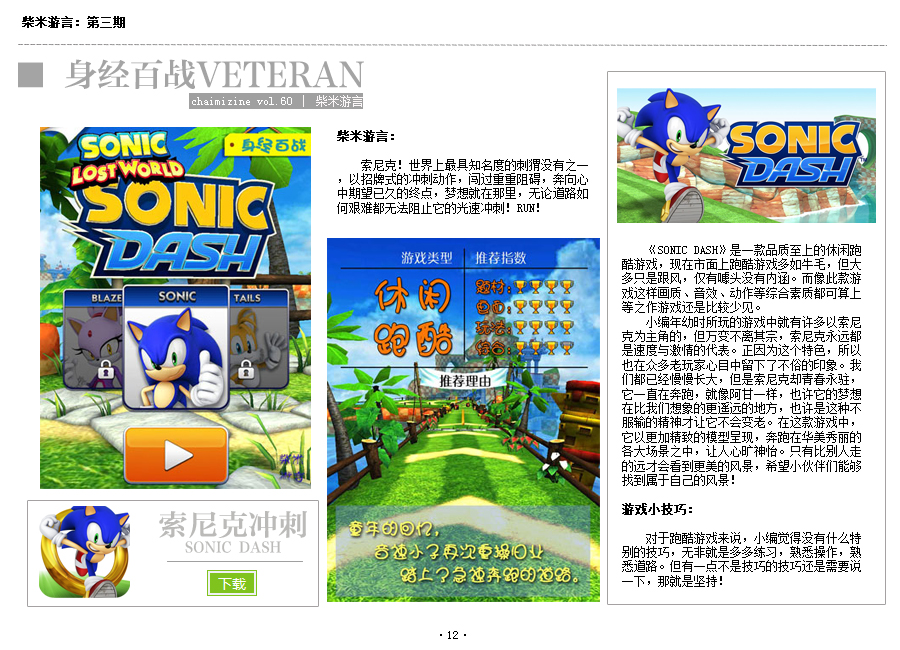 柴米游言：第三期
身经百战VETERAN
chaimizine vol.60 | 柴米游言
身经百战
SONIC
LOST WORLD
SONIC
DASH
BLAZE
SONIC
TAILS
索尼克冲刺
SONIC DASH
下载
柴米游言：
索尼克！世界上最具知名度的刺猬没有之一
，以招牌式的冲刺动作，闯过重重阻碍，奔向心
中期望已久的终点，梦想就在那里，无论道路如
何艰难都无法阻止它的光速冲刺！RUN！
游戏类型
推荐指数
休闲
跑酷
题材：
画面：
玩法：
综合：
推荐理由
童年的回忆，
音速小子再次重操旧业
踏上了急速奔跑的道路。
SONIC
DASH
《SONIC DASH》是一款品质至上的休闲跑
酷游戏，现在市面上跑酷游戏多如牛毛，但大
多只是跟风，仅有噱头没有内涵。而像此款游
戏这样画质、音效、动作等综合素质都可算上
等之作游戏还是比较少见。
小编年幼时所玩的游戏中就有许多以索尼
克为主角的，但万变不离其宗，索尼克永远都
是速度与激情的代表。正因为这个特色，所以
也在众多老玩家心目中留下了不俗的印象。我
们都已经慢慢长大，但是索尼克却青春永驻，
它一直在奔跑，就像阿甘一样，也许它的梦想
在比我们想象的更遥远的地方，也许是这种不
服输的精神才让它不会变老。在这款游戏中，
它以更加精致的模型呈现，奔跑在华美秀丽的
各大场景之中，让人心旷神怡。只有比别人走
的远才会看到更美的风景，希望小伙伴们能够
找到属于自己的风景！
游戏小技巧：
对于跑酷游戏来说，小编觉得没有什么特
别的技巧，无非就是多多练习，熟悉操作，熟
悉道路。但有一点不是技巧的技巧还是需要说
一下，那就是坚持！
·12·